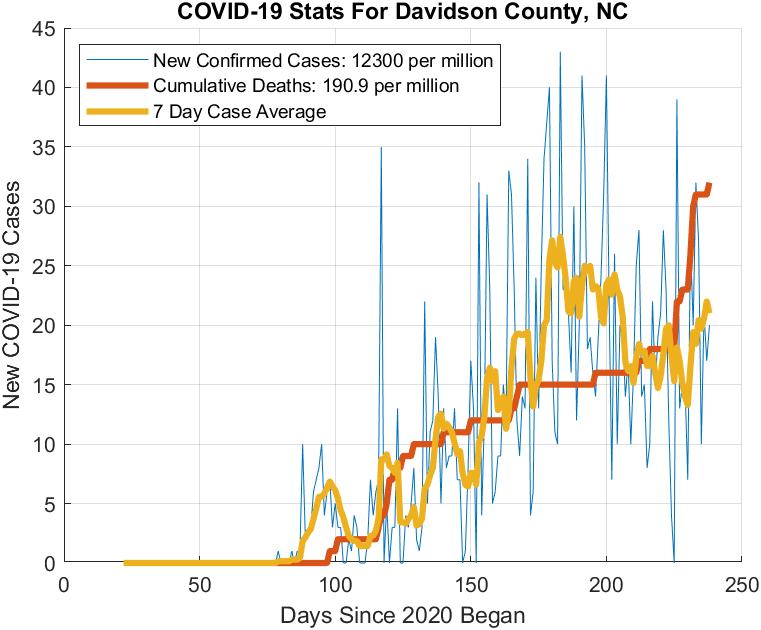 COVID-19 Stats For Davidson County, NC
45
40
35
30
25
20
15
10
5
0
New COVID-19 Cases
New Confirmed Cases: 12300 per million
Cumulative Deaths: 190.9 per million
7 Day Case Average
0 50 100 150 200 250
Days Since 2020 Began